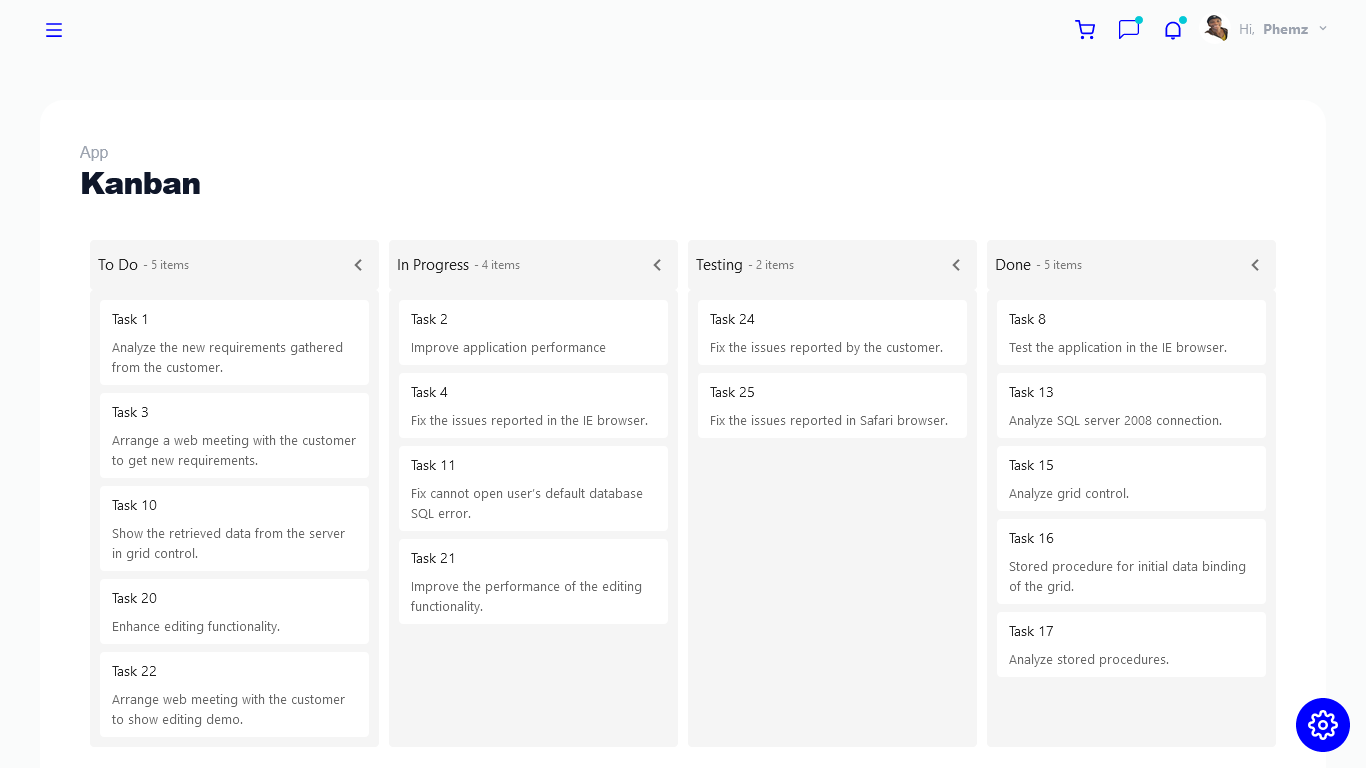 Hi, Phemz
App
Kanban
To Do - 5 items
Task 1
Analyze the new requirements gathered
from the customer.
Task 3
Arrange a web meeting with the customer
to get new requirements.
Task 10
Show the retrieved data from the server
in grid control.
Task 20
Enhance editing functionality.
Task 22
Arrange web meeting with the customer
to show editing demo.
In Progress - 4 items
Task 2
Improve application performance
Task 4
Fix the issues reported in the IE browser.
Task 11
Fix cannot open user's default database
SQL error.
Task 21
Improve the performance of the editing
functionality.
Testing - 2 items
Task 24
Fix the issues reported by the customer.
Task 25
Fix the issues reported in Safari browser.
Done - 5 items
Task 8
Test the application in the IE browser.
Task 13
Analyze SQL server 2008 connection.
Task 15
Analyze grid control.
Task 16
Stored procedure for initial data binding
of the grid.
Task 17
Analyze stored procedures.